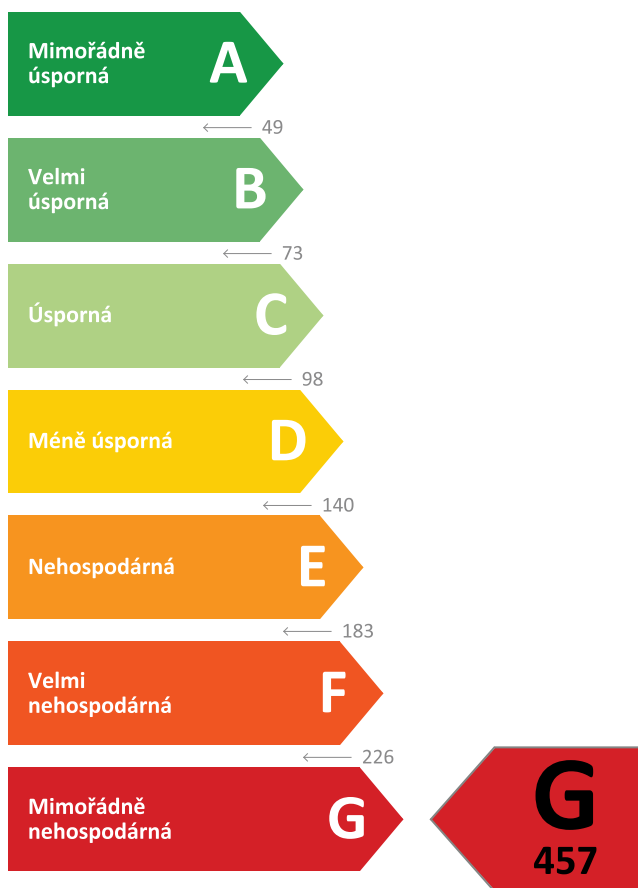 Mimořádně
úsporná
A
49
Velmi
úsporná
B
73
Úsporná
C
98
Méně úsporná
D
140
Nehospodárná
E
183
Velmi
nehospodárná
F
226
Mimořádně
nehospodárná
G
G
457